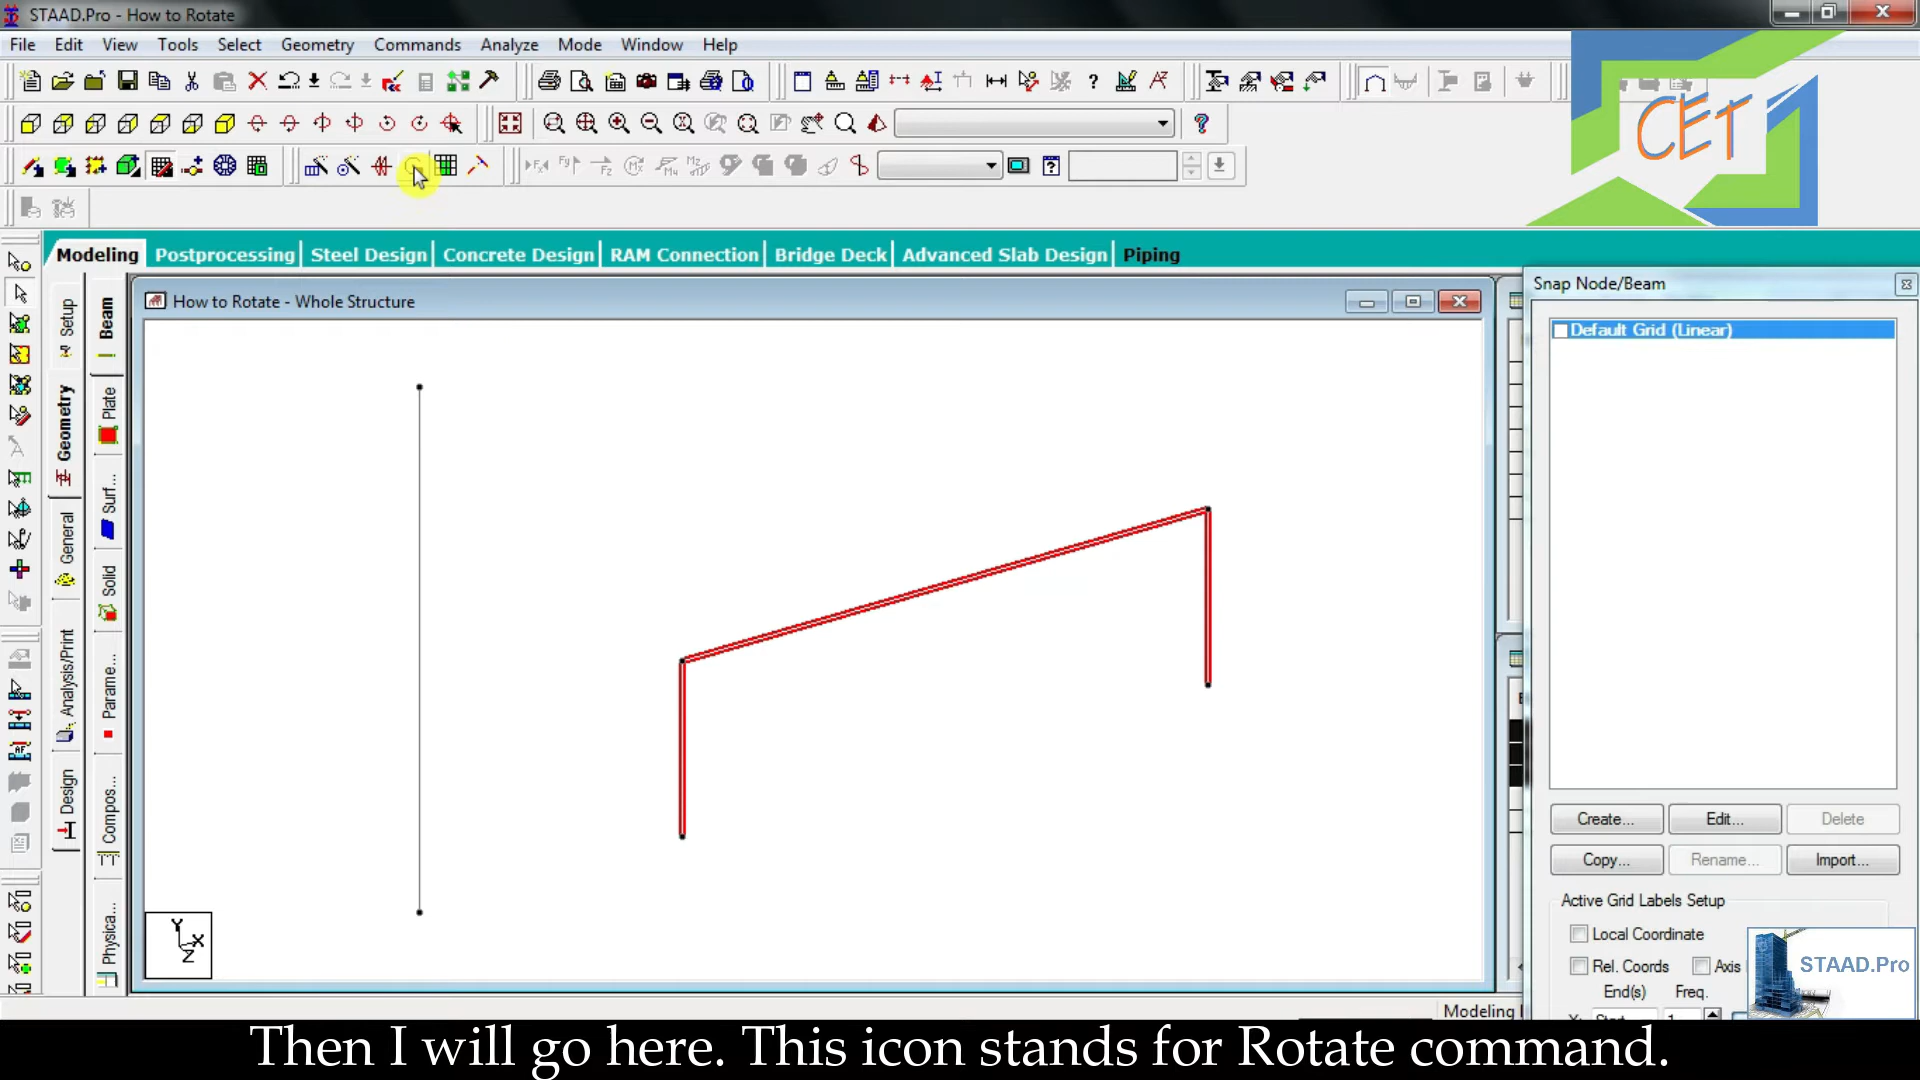 STAAD.Pro - How to Rotate
File Edit View Tools Select Geometry Commands Analyze Mode Window Help
CET
Modeling Postprocessing Steel Design Concrete Design RAM Connection Bridge Deck Advanced Slab Design Piping
Setup
Geometry
General
Analysis/Print
Design
Beam
Plate
Surf...
Solid
Parame...
Compos...
Physica...
How to Rotate - Whole Structure
Y
X
Z
Snap Node/Beam
Default Grid (Linear)
Create... Edit... Delete
Copy... Rename... Import...
Active Grid Labels Setup
Local Coordinate
Rel. Coords Axis
End(s) Freq.
STAAD.Pro
Modeling
Then I will go here. This icon stands for Rotate command.